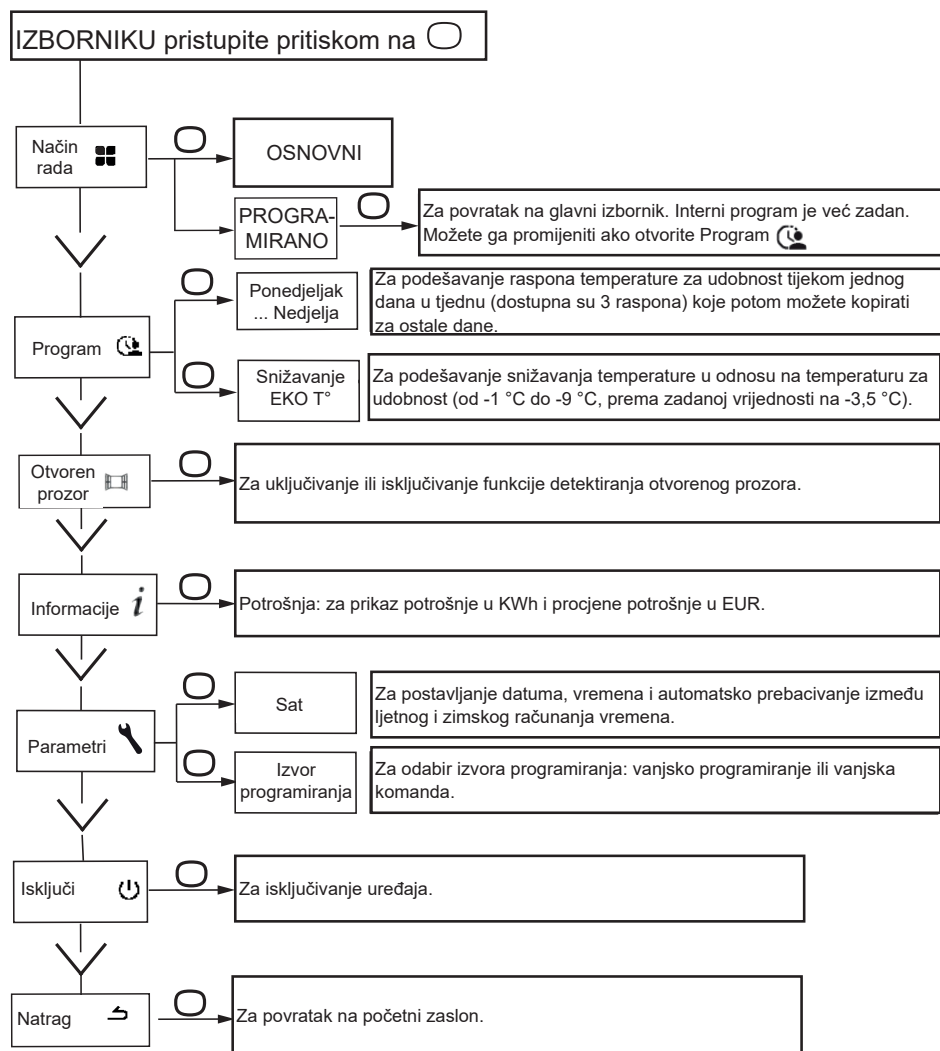 IZBORNIKU pristupite pritiskom na
Način
rada
OSNOVNI
PROGRA-
MIRANO
Za povratak na glavni izbornik. Interni program je već zadan.
Možete ga promijeniti ako otvorite Program
Program
Ponedjeljak
... Nedjelja
Za podešavanje raspona temperature za udobnost tijekom jednog
dana u tjednu (dostupna su 3 raspona) koje potom možete kopirati
za ostale dane.
Snižavanje
EKO T°
Za podešavanje snižavanja temperature u odnosu na temperaturu za
udobnost (od -1 °C do -9 °C, prema zadanoj vrijednosti na -3,5 °C).
Otvoren
prozor
Za uključivanje ili isključivanje funkcije detektiranja otvorenog prozora.
Informacije i
Potrošnja: za prikaz potrošnje u KWh i procjene potrošnje u EUR.
Parametri
Sat
Za postavljanje datuma, vremena i automatsko prebacivanje između
ljetnog i zimskog računanja vremena.
Izvor
programiranja
Za odabir izvora programiranja: vanjsko programiranje ili vanjska
komanda.
Isključi
Za isključivanje uređaja.
Natrag
Za povratak na početni zaslon.